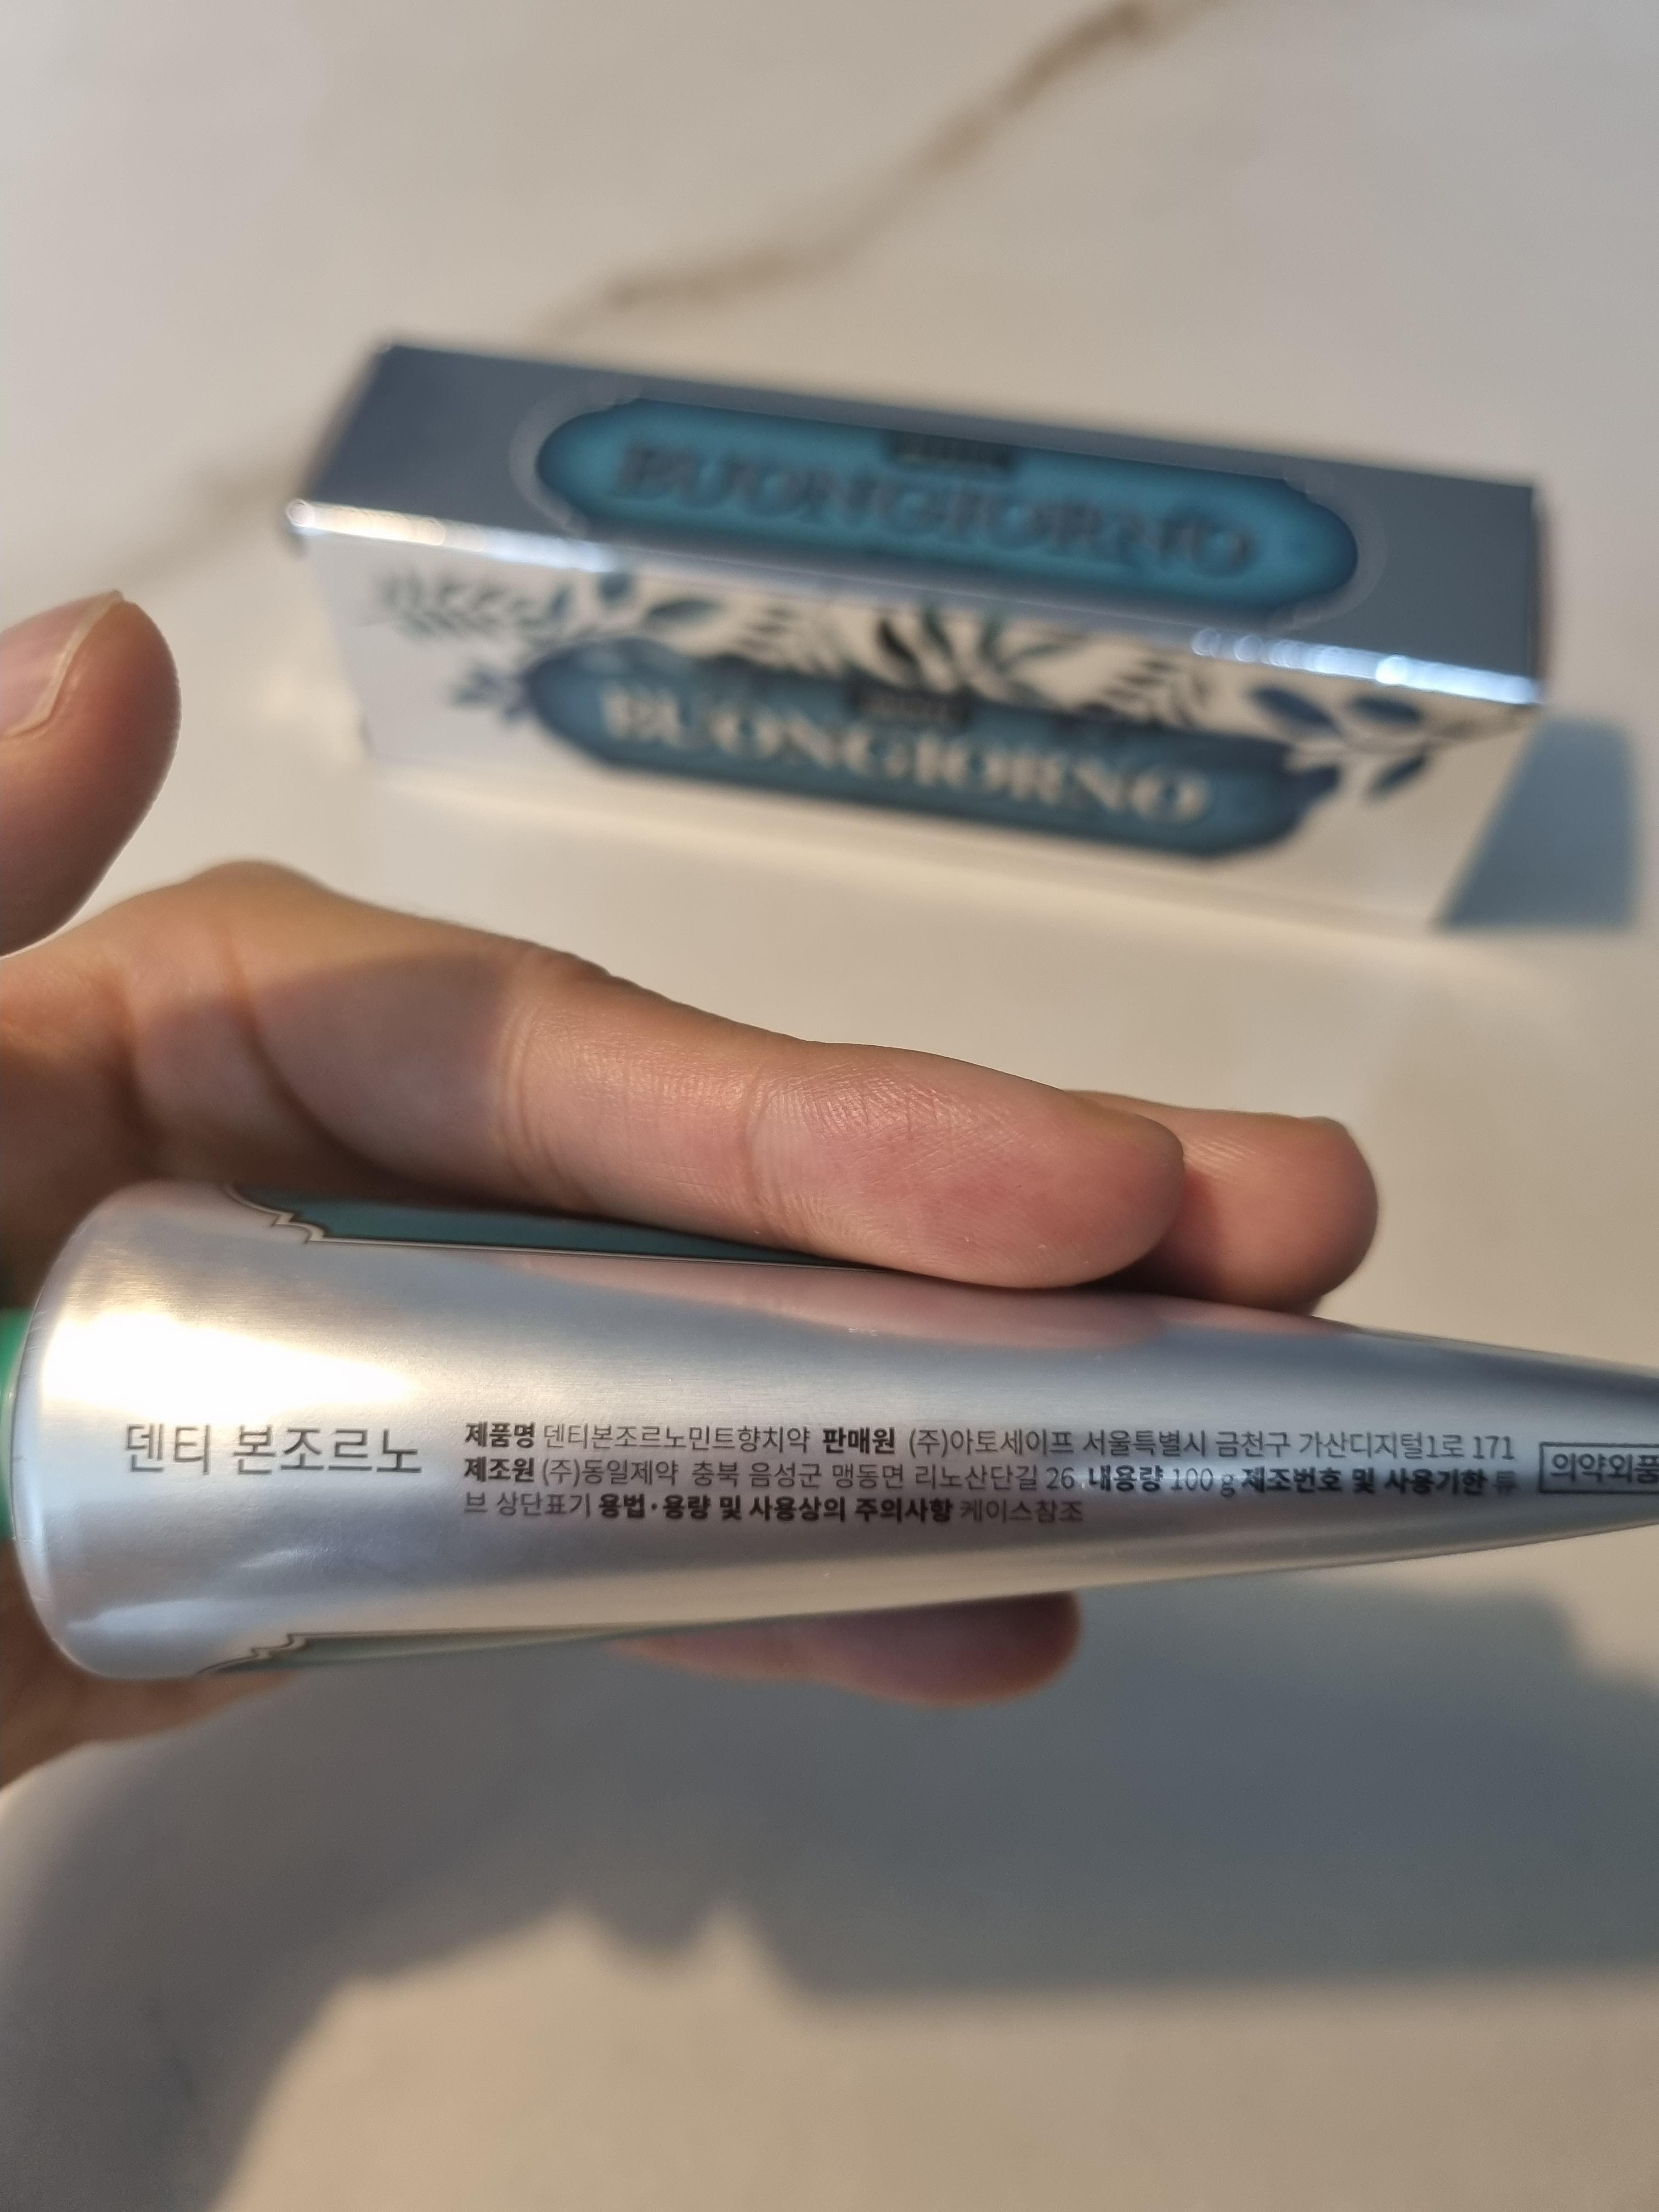 BUONGIORNO
BUONGIORNO
덴티 본조르노
제품명 덴티본조르노민트향치약 판매원 (주)아토세이프 서울특별시 금천구 가산디지털1로 171
제조원 (주)동일제약 충북 음성군 맹동면 리노산단길 26 내용량 100 g 제조번호 및 사용기한 튜
브 상단표기 용법·용량 및 사용상의 주의사항 케이스참조
의약외품